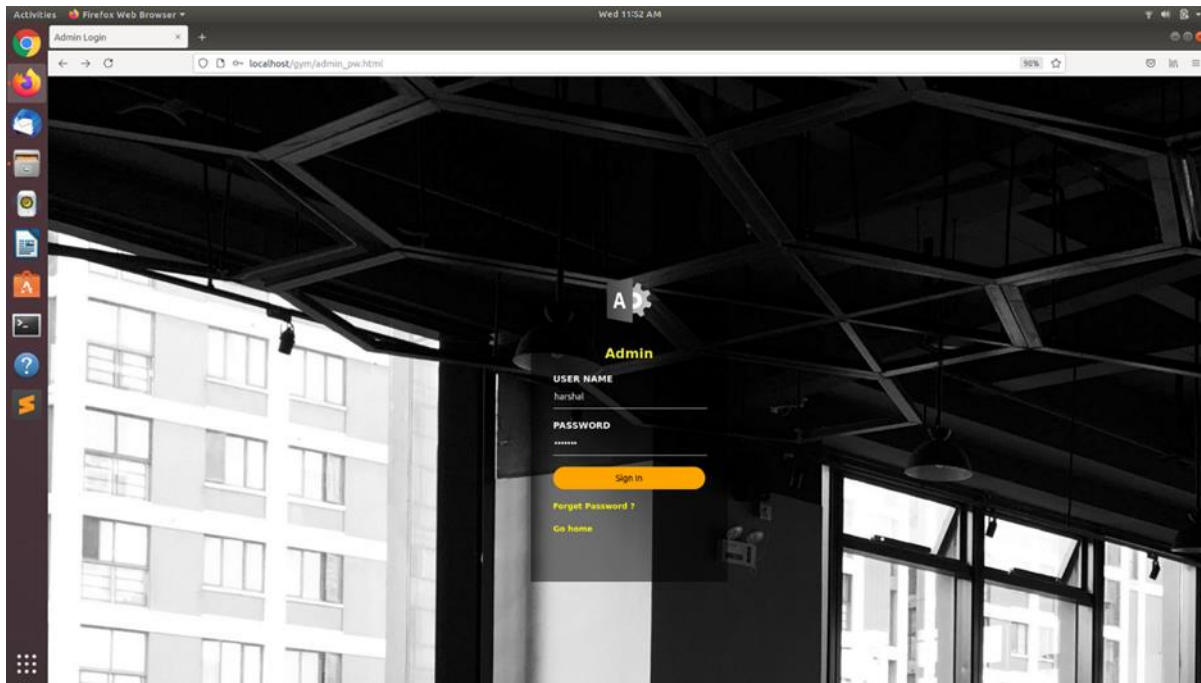 Activities Firefox Web Browser Wed 11:52 AM
Admin Login
localhost/gym/admin_pw.html 90%
A
Admin
USER NAME
harshal
PASSWORD
•••••••
Sign In
Forget Password ?
Go home